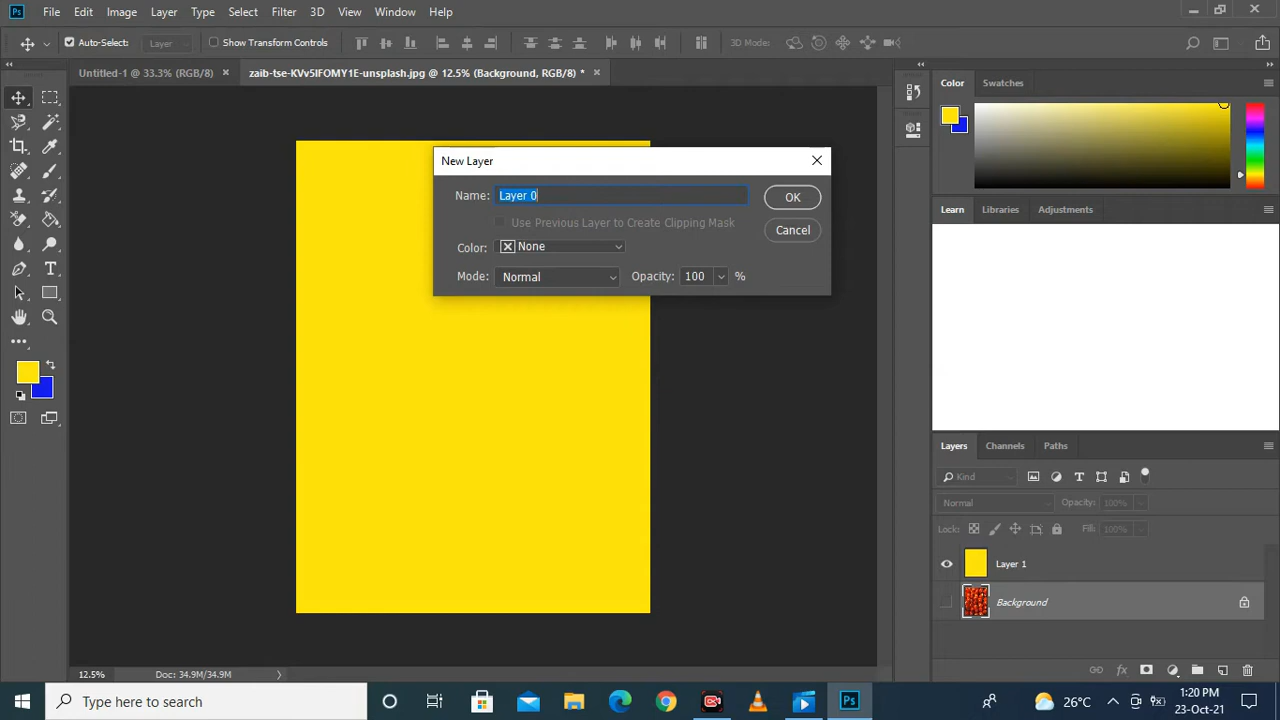 Ps File Edit Image Layer Type Select Filter 3D View Window Help
Auto-Select: Layer Show Transform Controls 3D Mode:
Untitled-1 @ 33.3% (RGB/8) × zaib-tse-KVv5lFOMY1E-unsplash.jpg @ 12.5% (Background, RGB/8) * ×
Color Swatches
New Layer
Name: Layer 0 OK
Use Previous Layer to Create Clipping Mask
Cancel
Color: None
Mode: Normal Opacity: 100 %
Learn Libraries Adjustments
Layers Channels Paths
Kind
Normal Opacity: 100%
Lock: Fill: 100%
Layer 1
Background
12.5% Doc: 34.9M/34.9M
Type here to search
26°C
1:20 PM
23-Oct-21